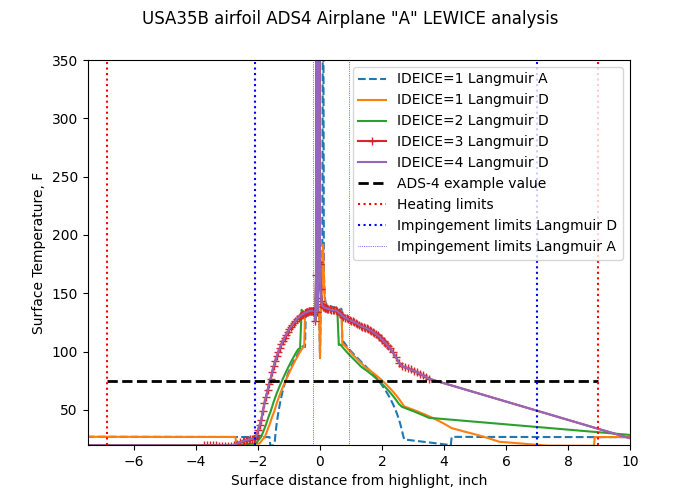 USA35B airfoil ADS4 Airplane "A" LEWICE analysis
350
300
250
200
150
100
50
Surface Temperature, F
IDEICE=1 Langmuir A
IDEICE=1 Langmuir D
IDEICE=2 Langmuir D
IDEICE=3 Langmuir D
IDEICE=4 Langmuir D
ADS-4 example value
Heating limits
Impingement limits Langmuir D
Impingement limits Langmuir A
−6 −4 −2 0 2 4 6 8 10
Surface distance from highlight, inch